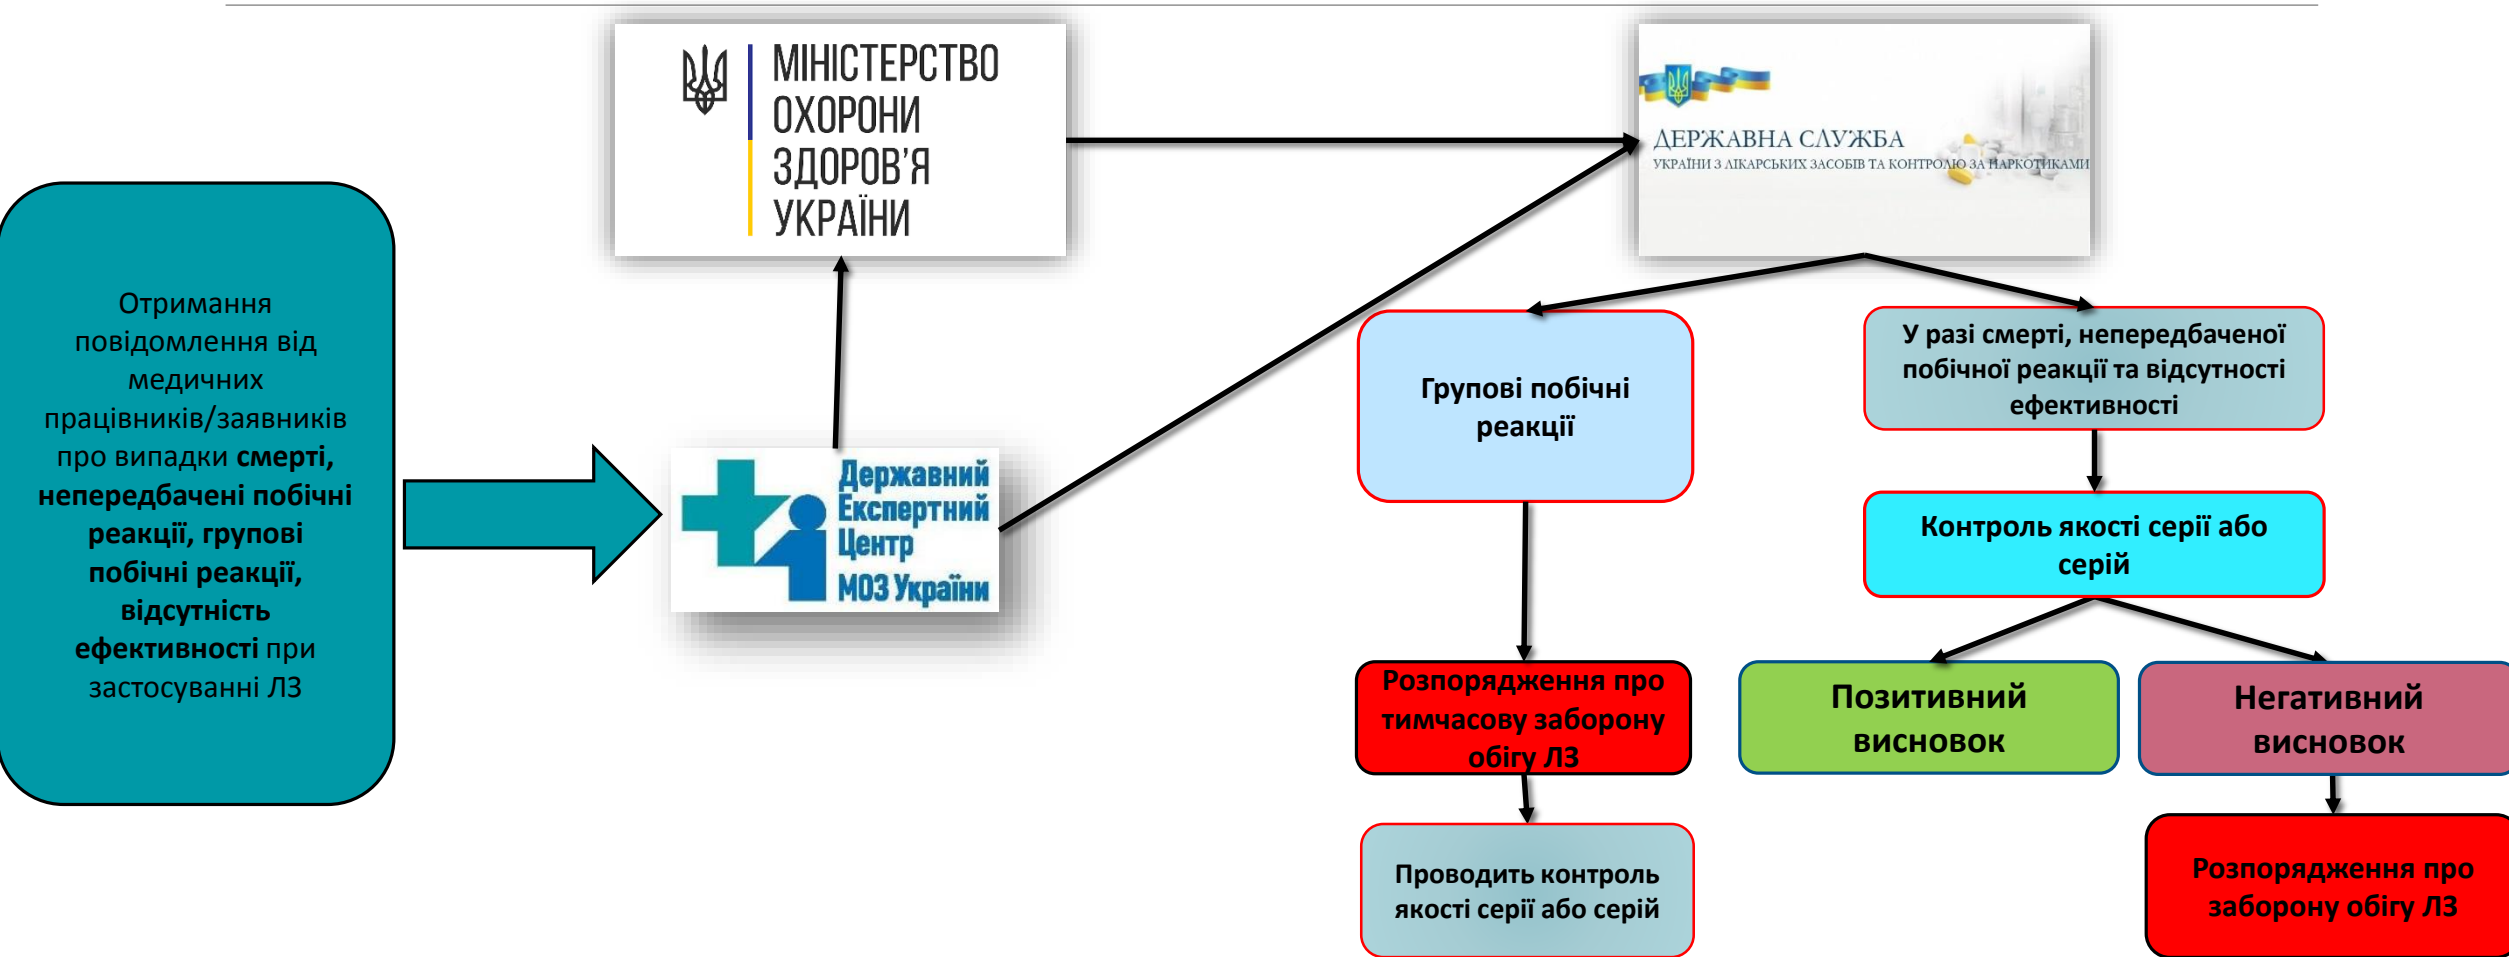 МІНІСТЕРСТВО
ОХОРОНИ
ЗДОРОВ’Я
УКРАЇНИ
ДЕРЖАВНА СЛУЖБА
УКРАЇНИ З ЛІКАРСЬКИХ ЗАСОБІВ ТА КОНТРОЛЮ ЗА НАРКОТИКАМИ
Отримання
повідомлення від
медичних
працівників/заявників
про випадки смерті,
непередбачені побічні
реакції, групові
побічні реакції,
відсутність
ефективності при
застосуванні ЛЗ
Державний
Експертний
Центр
МОЗ України
Групові побічні
реакції
У разі смерті, непередбаченої
побічної реакції та відсутності
ефективності
Контроль якості серії або
серій
Розпорядження про
тимчасову заборону
обігу ЛЗ
Позитивний
висновок
Негативний
висновок
Проводить контроль
якості серії або серій
Розпорядження про
заборону обігу ЛЗ